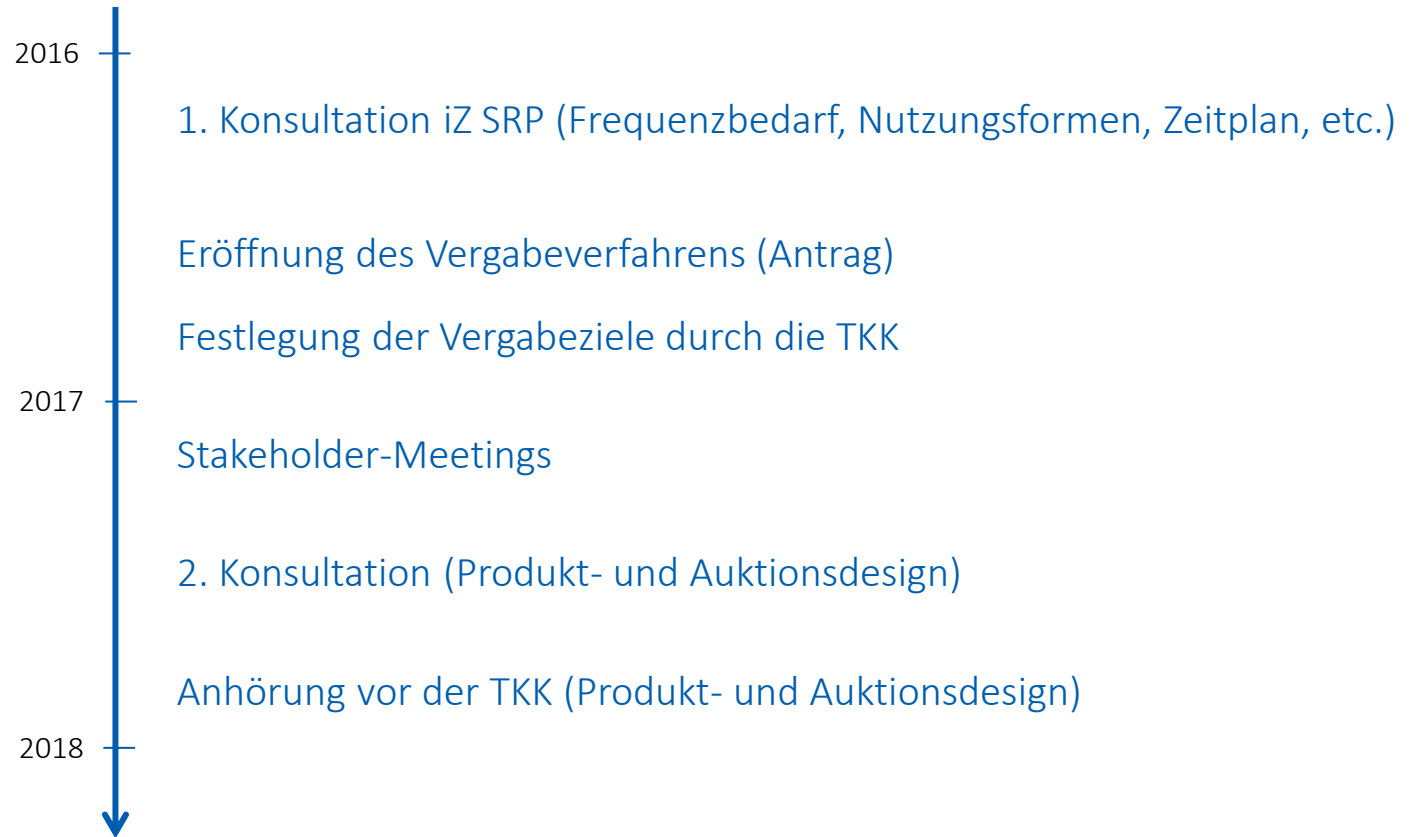 2016
1. Konsultation iZ SRP (Frequenzbedarf, Nutzungsformen, Zeitplan, etc.)
Eröffnung des Vergabeverfahrens (Antrag)
Festlegung der Vergabeziele durch die TKK
2017
Stakeholder-Meetings
2. Konsultation (Produkt- und Auktionsdesign)
Anhörung vor der TKK (Produkt- und Auktionsdesign)
2018